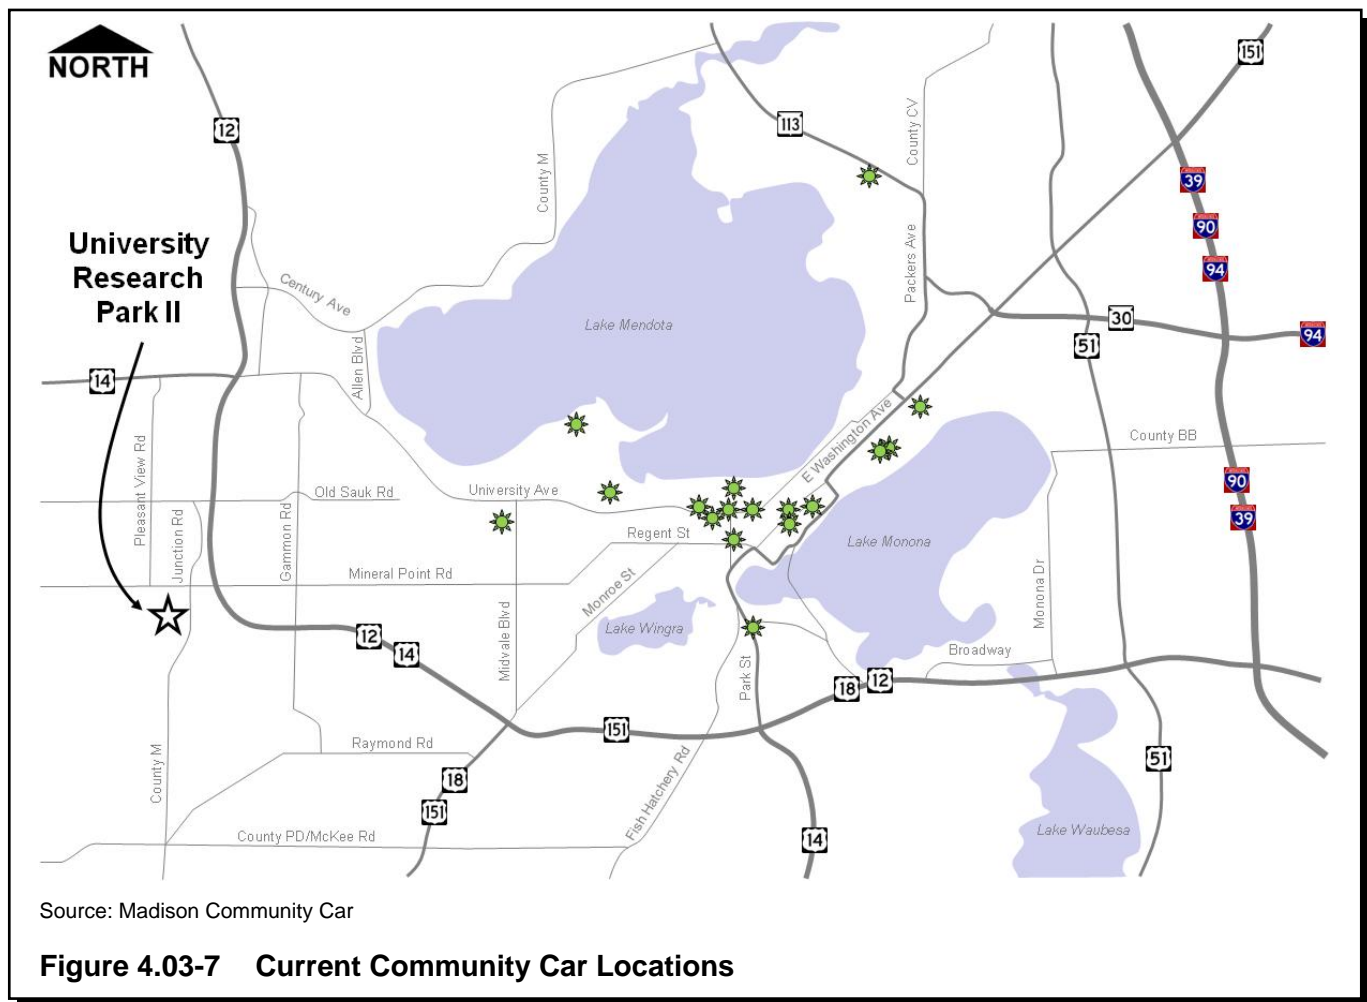 NORTH
151
12
113
County CV
39
County M
90
University
Research
Park II
94
Packers Ave
Century Ave
30
Lake Mendota
94
51
14
Allen Blvd
E Washington Ave
County BB
Pleasant View Rd
90
Old Sauk Rd
University Ave
39
Junction Rd
Gammon Rd
Regent St
Lake Monona
Mineral Point Rd
Monroe St
Monona Dr
Lake Wingra
12
14
Midvale Blvd
Broadway
Park St
18
12
151
Raymond Rd
51
County M
18
151
Fish Hatchery Rd
County PD/McKee Rd
14
Lake Waubesa
Source: Madison Community Car
Figure 4.03-7 Current Community Car Locations